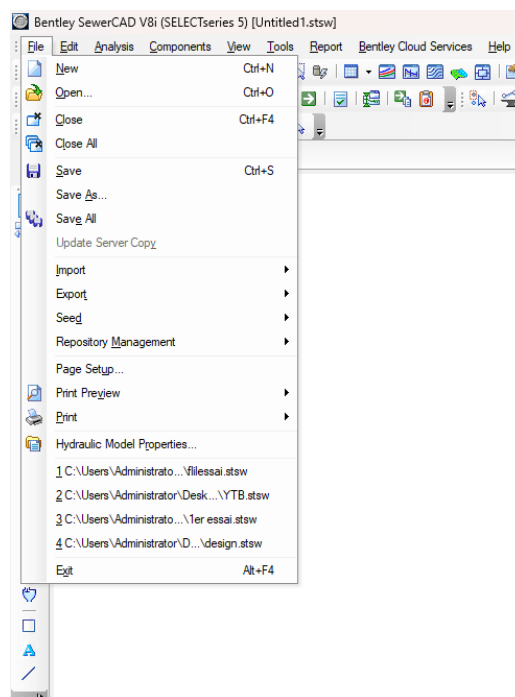 Bentley SewerCAD V8i (SELECTseries 5) [Untitled1.stsw]
File Edit Analysis Components View Tools Report Bentley Cloud Services Help
New Ctrl+N
Open... Ctrl+O
Close Ctrl+F4
Close All
Save Ctrl+S
Save As...
Save All
Update Server Copy
Import
Export
Seed
Repository Management
Page Setup...
Print Preview
Print
Hydraulic Model Properties...
1 C:\Users\Administrato...\flilessai.stsw
2 C:\Users\Administrator\Desk...\YTB.stsw
3 C:\Users\Administrato...\1er essai.stsw
4 C:\Users\Administrator\D...\design.stsw
Exit Alt+F4
A